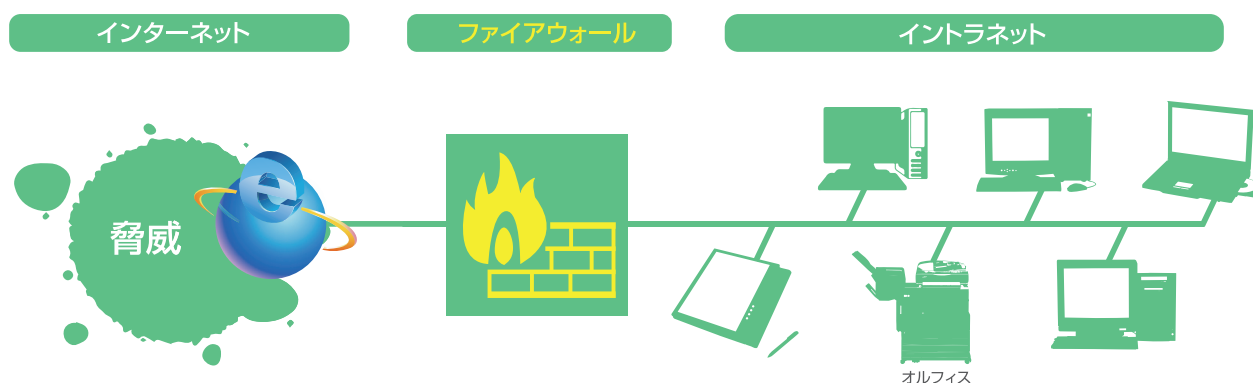 インターネット
ファイアウォール
イントラネット
脅威
オルフィス